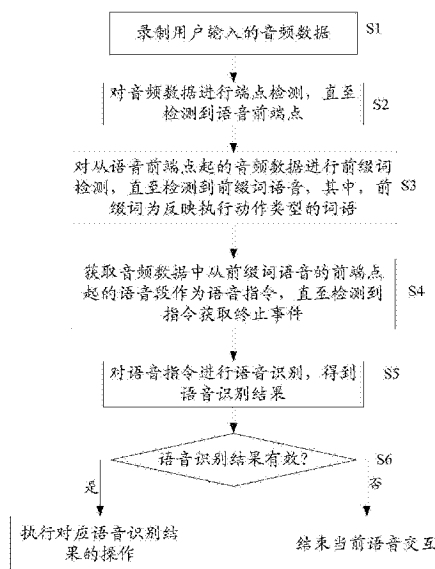 录制用户输入的音频数据
S1
对音频数据进行端点检测，直至
检测到语音前端点
S2
对从语音前端点起的音频数据进行前缀词
检测，直至检测到前缀词语音，其中，前
缀词为反映执行动作类型的词语
S3
获取音频数据中从前缀词语音的前端点
起的语音段作为语音指令，直至检测到
指令获取终止事件
S4
对语音指令进行语音识别，得到
语音识别结果
S5
语音识别结果有效？
S6
是
否
执行对应语音识别结
果的操作
结束当前语音交互